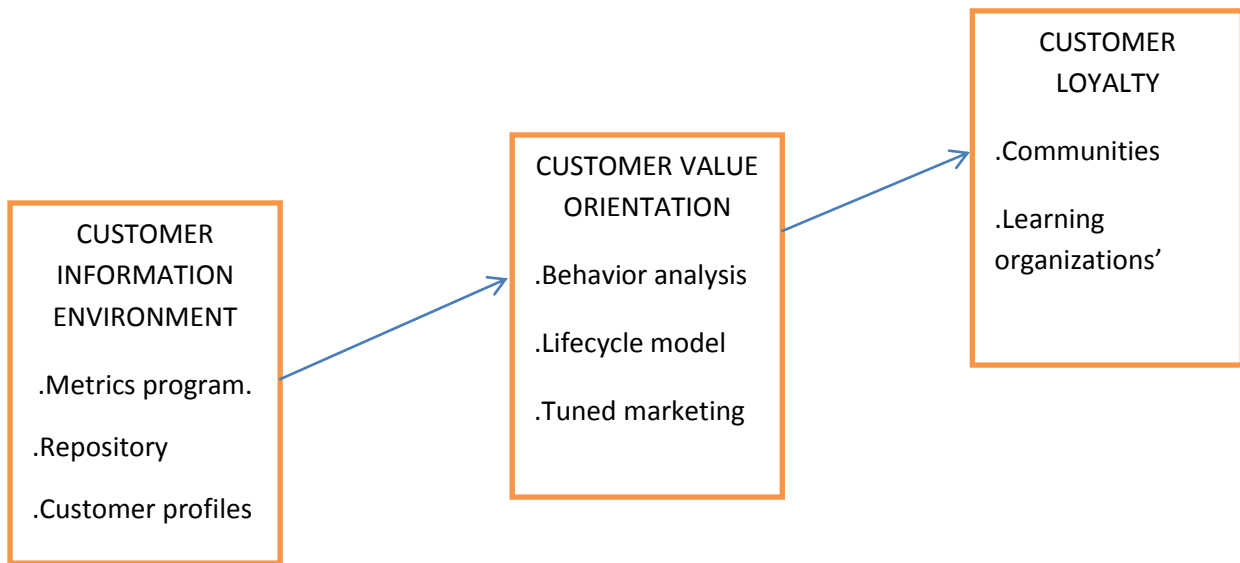 CUSTOMER
INFORMATION
ENVIRONMENT
.Metrics program.
.Repository
.Customer profiles
CUSTOMER VALUE
ORIENTATION
.Behavior analysis
.Lifecycle model
.Tuned marketing
CUSTOMER
LOYALTY
.Communities
.Learning
organizations’